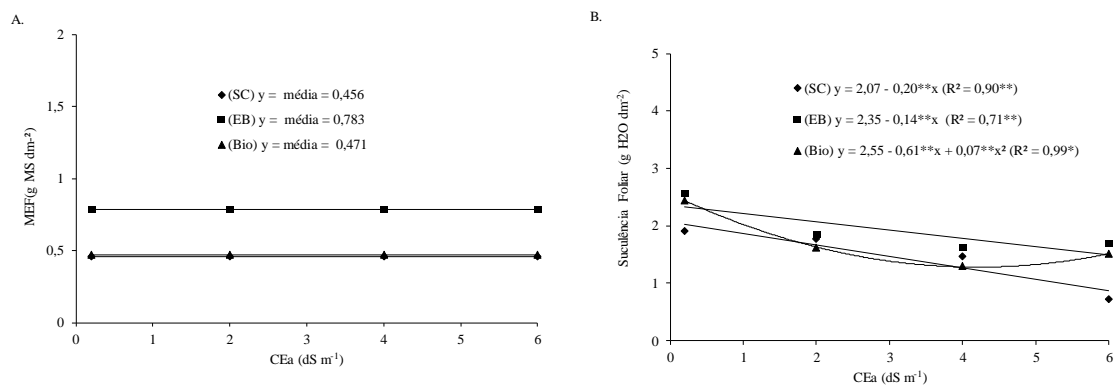 A.
MEF(g MS dm-²)
2
1,5
1
0,5
0
(SC) y = média = 0,456
(EB) y = média = 0,783
(Bio) y = média = 0,471
0 1 2 3 4 5 6
CEa (dS m⁻¹)
B.
Suculência Foliar (g H2O dm⁻²)
5
4
3
2
1
0
(SC) y = 2,07 - 0,20**x (R² = 0,90**)
(EB) y = 2,35 - 0,14**x (R² = 0,71**)
(Bio) y = 2,55 - 0,61**x + 0,07**x² (R² = 0,99*)
0 1 2 3 4 5 6
CEa (dS m⁻¹)